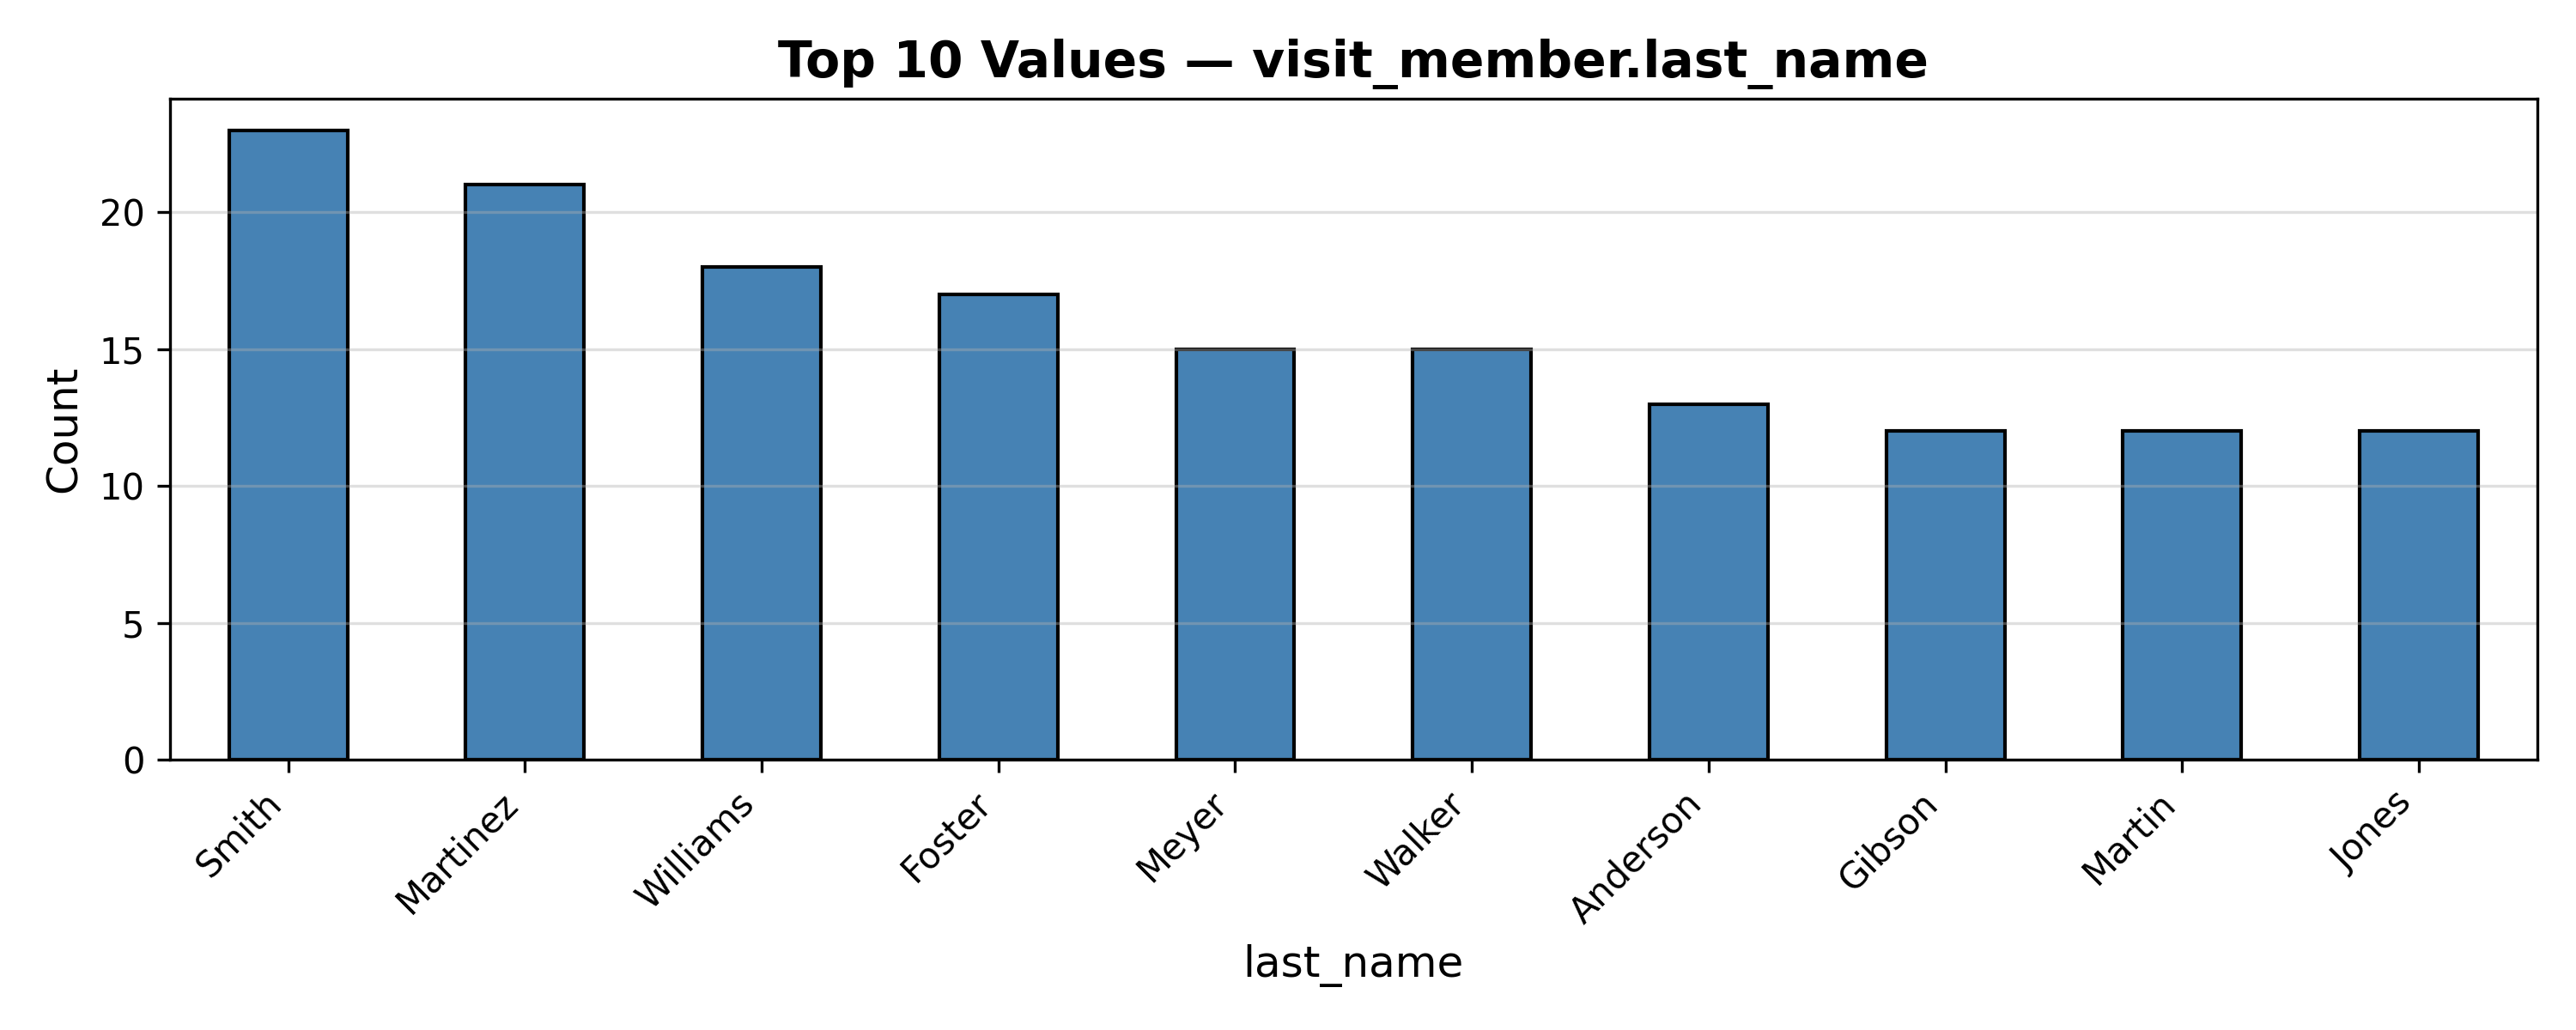 Top 10 Values — visit_member.last_name
Count
20
15
10
5
0
Smith
Martinez
Williams
Foster
Meyer
Walker
Anderson
Gibson
Martin
Jones
last_name